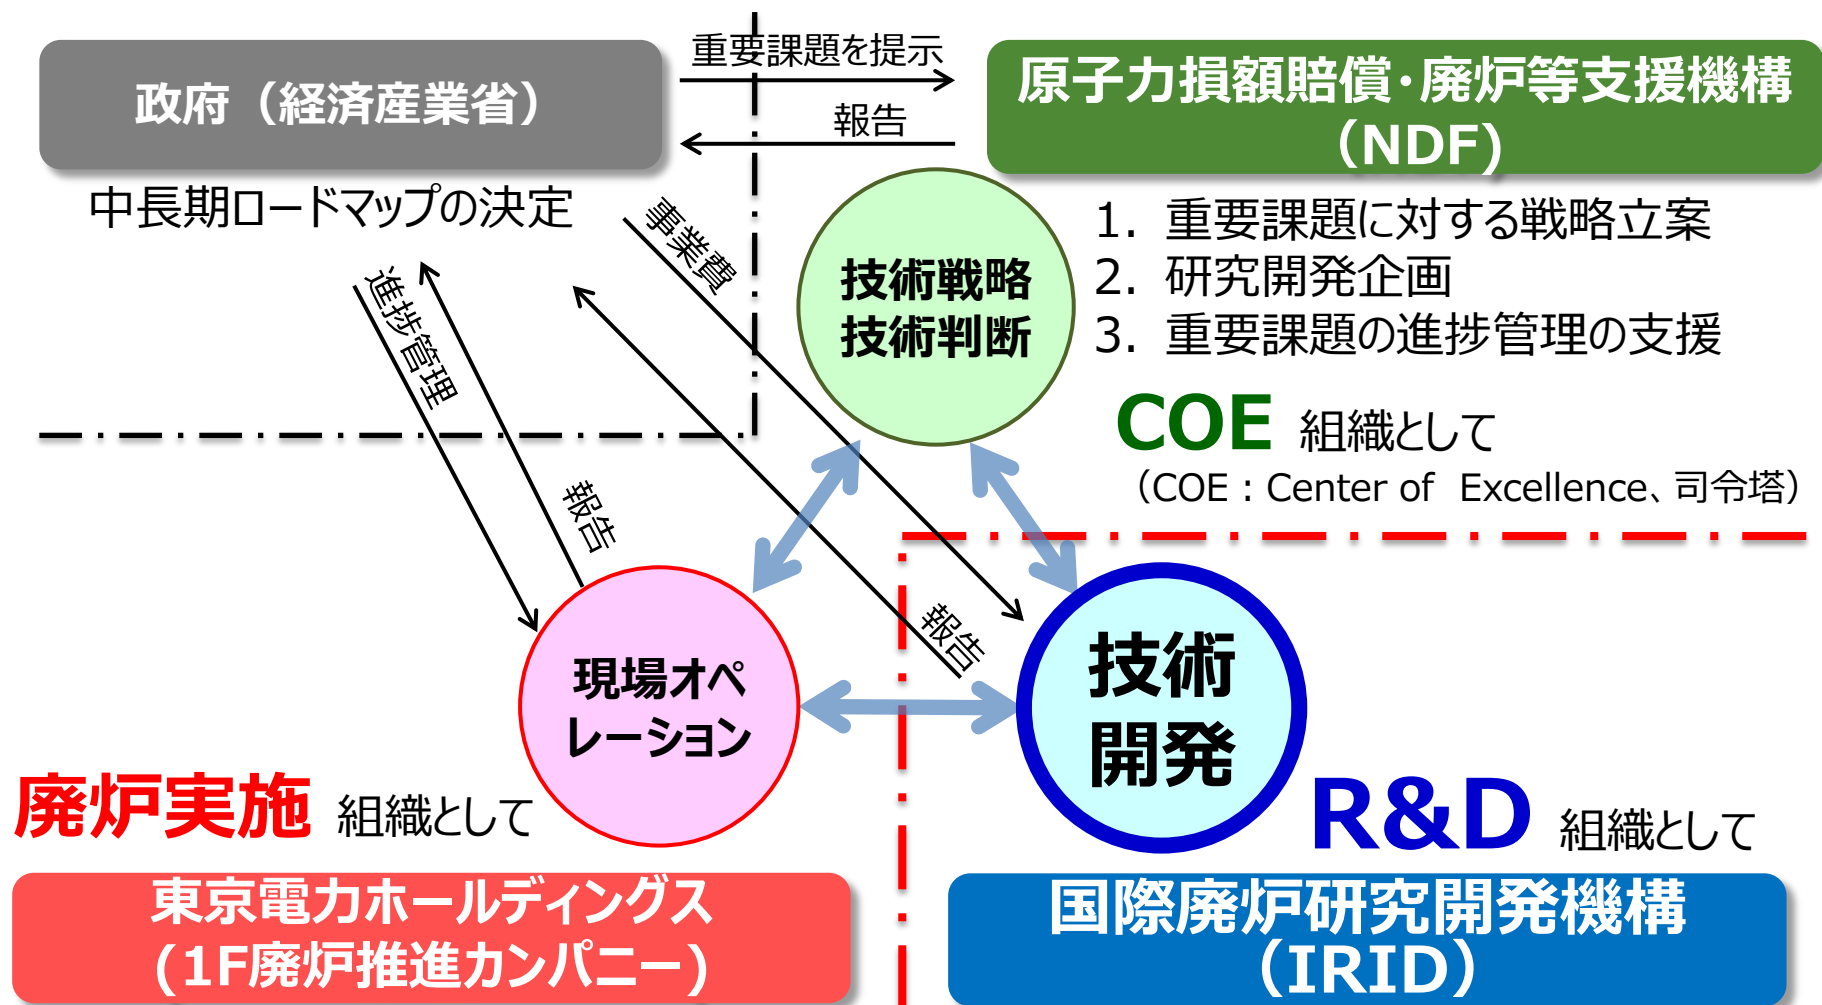 重要課題を提示
政府（経済産業省）
報告
原子力損額賠償・廃炉等支援機構
（NDF）
中長期ロードマップの決定
事業費
進捗管理
技術戦略
技術判断
1. 重要課題に対する戦略立案
2. 研究開発企画
3. 重要課題の進捗管理の支援
COE 組織として
（COE：Center of Excellence、司令塔）
報告
報告
現場オペ
レーション
技術
開発
廃炉実施 組織として
R&D 組織として
東京電力ホールディングス
(1F廃炉推進カンパニー)
国際廃炉研究開発機構
（IRID）